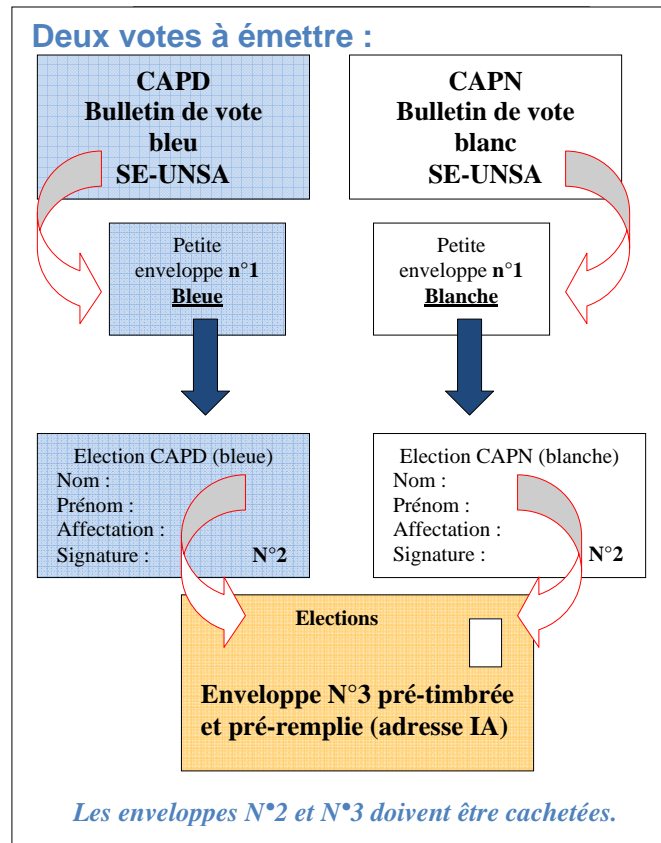 Deux votes à émettre :
CAPD
Bulletin de vote
bleu
SE-UNSA
CAPN
Bulletin de vote
blanc
SE-UNSA
Petite
enveloppe n°1
Bleue
Petite
enveloppe n°1
Blanche
Election CAPD (bleue)
Nom :
Prénom :
Affectation :
Signature : N°2
Election CAPN (blanche)
Nom :
Prénom :
Affectation :
Signature : N°2
Elections
Enveloppe N°3 pré-timbrée
et pré-remplie (adresse IA)
Les enveloppes N°2 et N°3 doivent être cachetées.